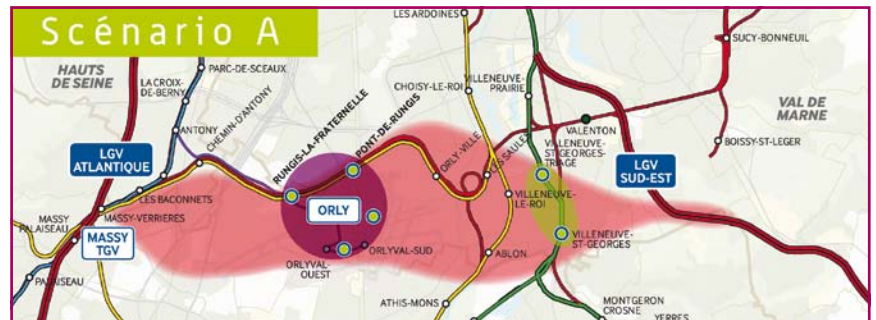 Scénario A
LES ARDOINES
SUCY-BONNEUIL
HAUTS
DE SEINE
PARC-DE-SCEAUX
LA CROIX-
DE-BERNY
CHOISY-LE-ROI
VILLENEUVE-
PRAIRIE
VAL DE
MARNE
ANTONY
CHEMIN-D'ANTONY
RUNGIS-LA-FRATERNELLE
PONT-DE-RUNGIS
ORLY-VILLE
LES SAULES
VALENTON
VILLENEUVE-
ST-GEORGES-
TRIAGE
BOISSY-ST-LEGER
LGV
ATLANTIQUE
LGV
SUD-EST
LES BACONNETS
ORLY
VILLENEUVE-
LE-ROI
MASSY
PALAISEAU
MASSY-VERRIÈRES
MASSY
TGV
VILLENEUVE-
ST-GEORGES
ORLYVAL-
OUEST
ORLYVAL-SUD
ABLON
PALAISEAU
ATHIS-MONS
MONTGERON
CROSNE
YERRES